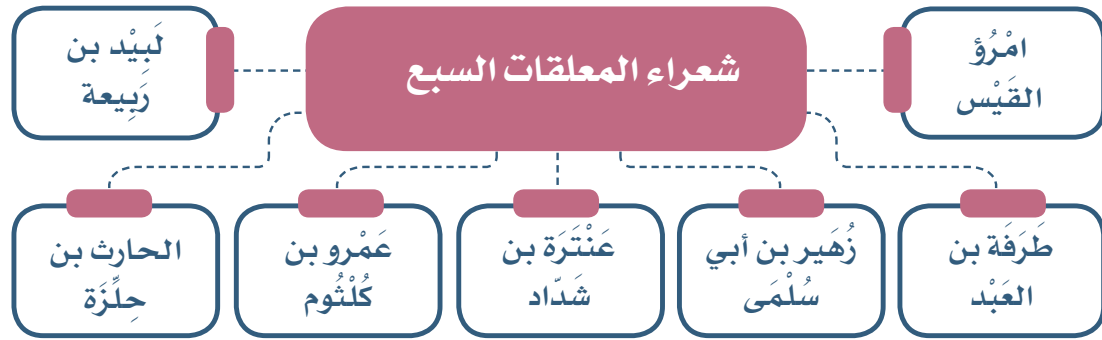 شعراء المعلقات السبع
امْرُؤ
القَيْس
طَرَفَة بن
العَبْد
زُهَير بن أبي
سُلْمَى
عَنْتَرَة بن
شَدّاد
عَمْرو بن
كُلْثُوم
الحارث بن
حِلِّزَة
لَبِيْد بن
رَبِيعة